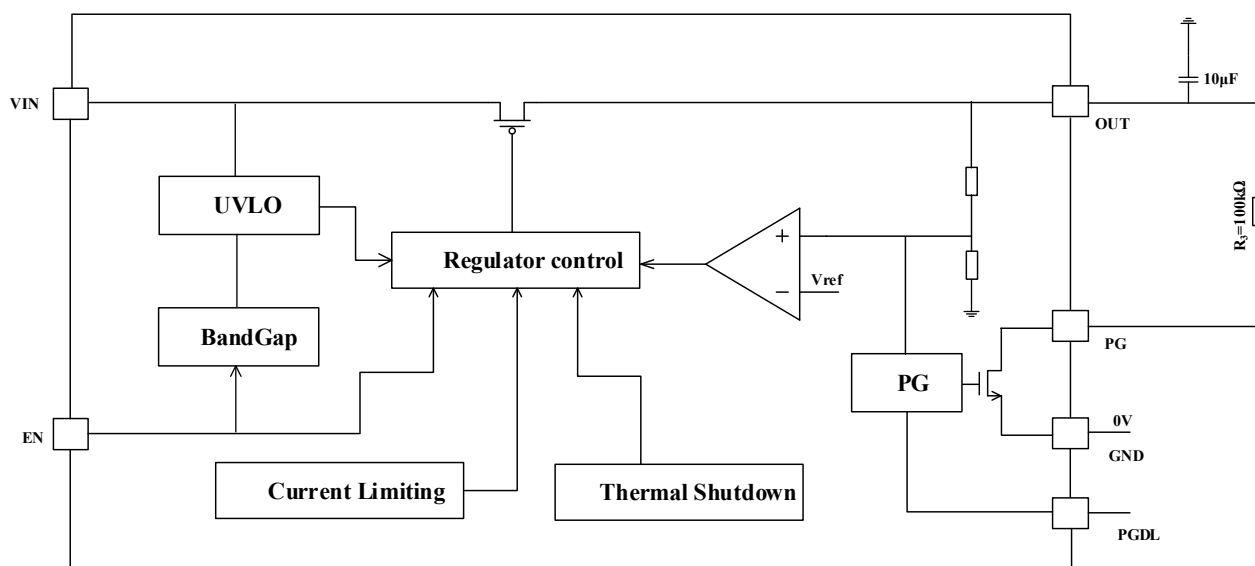 10μF
VIN
OUT
UVLO
R3=100kΩ
Regulator control
+
−
Vref
BandGap
PG
PG
EN
0V
GND
Current Limiting
Thermal Shutdown
PGDL